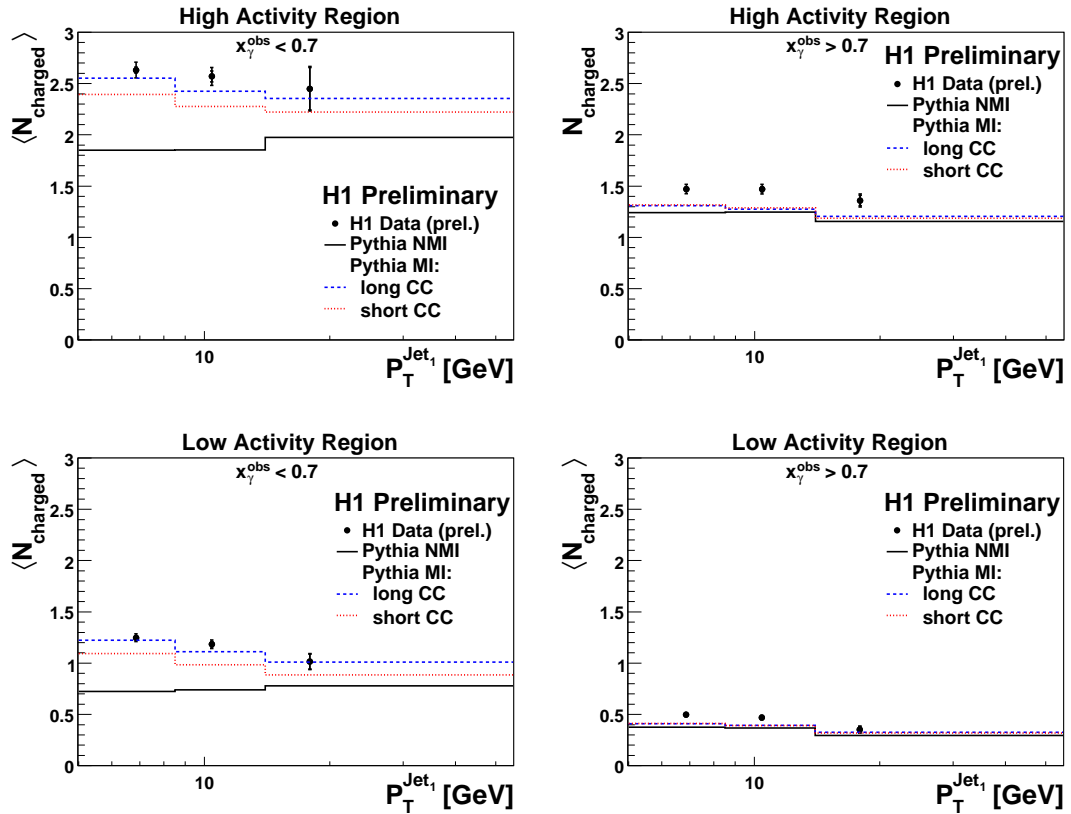 High Activity Region
x_γ^obs < 0.7
⟨N_charged⟩
3
2.5
2
1.5
1
0.5
0
H1 Preliminary
H1 Data (prel.)
Pythia NMI
Pythia MI:
long CC
short CC
10
P_T^Jet₁ [GeV]
High Activity Region
x_γ^obs > 0.7
N_charged
3
2.5
2
1.5
1
0.5
0
H1 Preliminary
H1 Data (prel.)
Pythia NMI
Pythia MI:
long CC
short CC
10
P_T^Jet₁ [GeV]
Low Activity Region
x_γ^obs < 0.7
⟨N_charged⟩
3
2.5
2
1.5
1
0.5
0
H1 Preliminary
H1 Data (prel.)
Pythia NMI
Pythia MI:
long CC
short CC
10
P_T^Jet₁ [GeV]
Low Activity Region
x_γ^obs > 0.7
⟨N_charged⟩
3
2.5
2
1.5
1
0.5
0
H1 Preliminary
H1 Data (prel.)
Pythia NMI
Pythia MI:
long CC
short CC
10
P_T^Jet₁ [GeV]